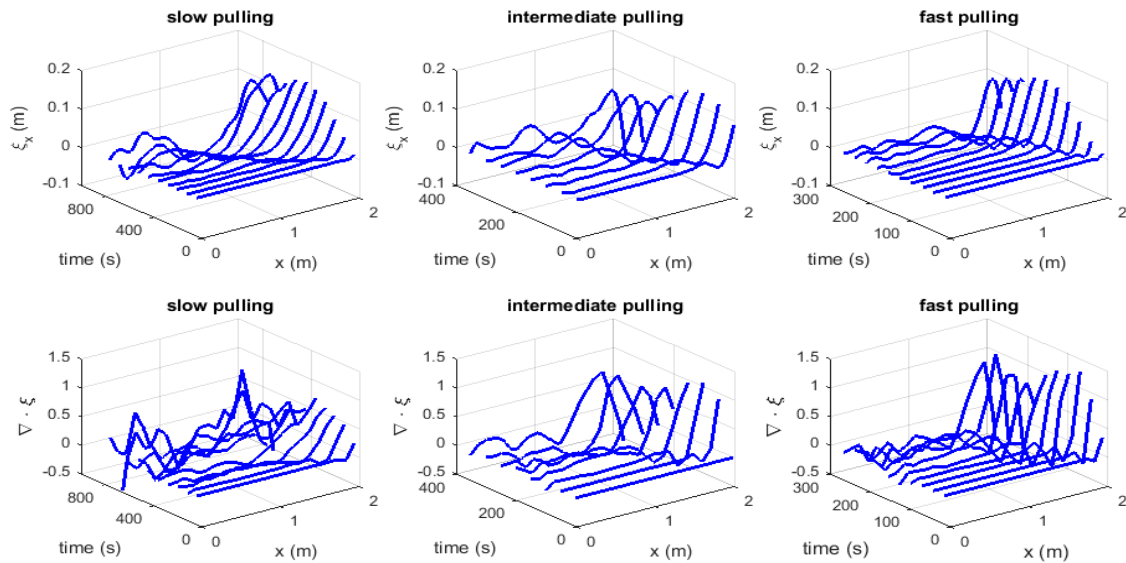 slow pulling
0.2
0.1
0
-0.1
ξx (m)
800
400
0
time (s)
0
1
2
x (m)
intermediate pulling
0.2
0.1
0
-0.1
ξx (m)
400
200
0
time (s)
0
1
2
x (m)
fast pulling
0.2
0.1
0
-0.1
ξx (m)
300
200
100
0
time (s)
0
1
2
x (m)
slow pulling
1.5
1
0.5
0
-0.5
∇ · ξ
800
400
0
time (s)
0
1
2
x (m)
intermediate pulling
1.5
1
0.5
0
-0.5
∇ · ξ
400
200
0
time (s)
0
1
2
x (m)
fast pulling
1.5
1
0.5
0
-0.5
∇ · ξ
300
200
100
0
time (s)
0
1
2
x (m)